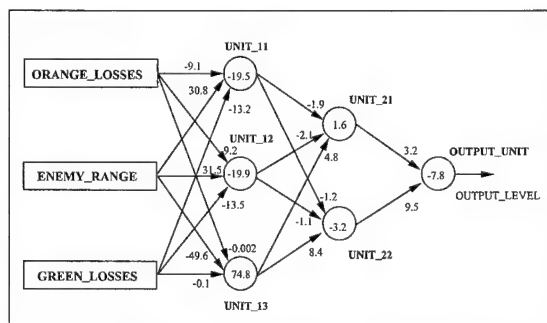 UNIT_11
-9.1
-19.5
ORANGE_LOSSES
30.8
-13.2
-1.9
UNIT_21
-2.1
1.6
9.2
UNIT_12
4.8
3.2
OUTPUT_UNIT
ENEMY_RANGE
31.5
-19.9
-7.8
OUTPUT_LEVEL
-13.5
-1.2
9.5
-1.1
-3.2
-49.6
-0.002
8.4
UNIT_22
GREEN_LOSSES
-0.1
74.8
UNIT_13